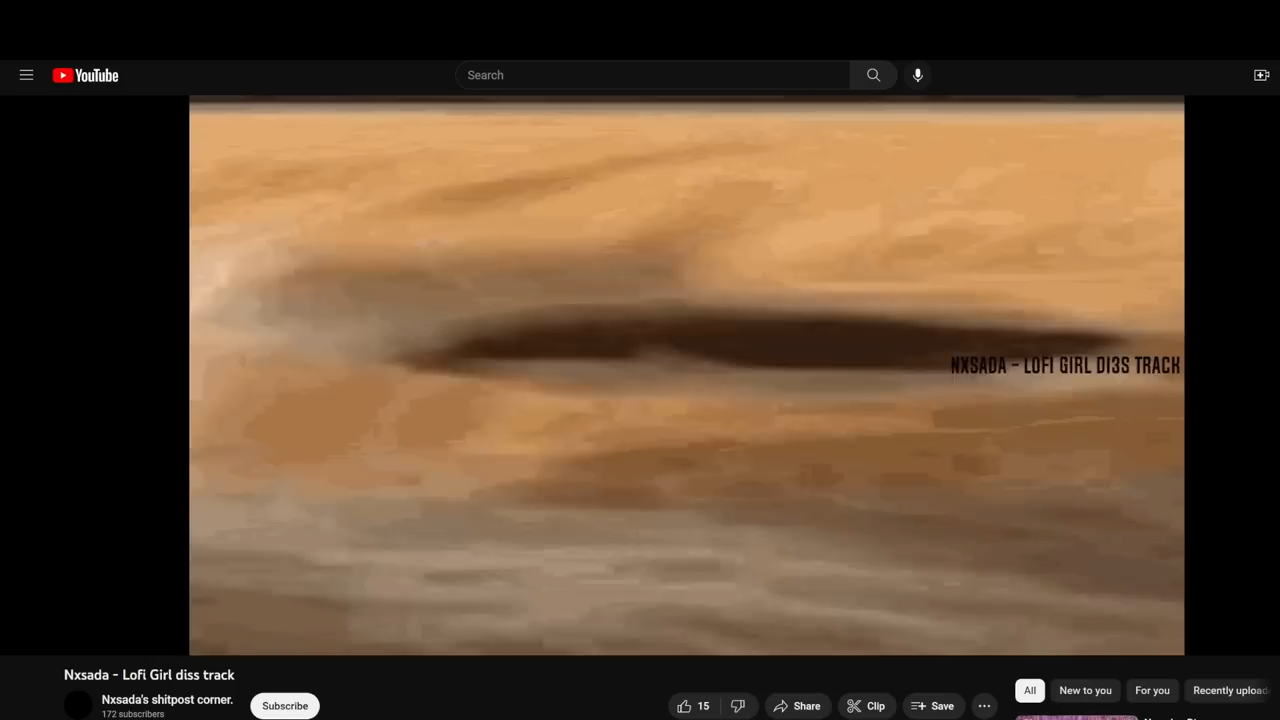 YouTube
Search
NXSADA - LOFI GIRL DI3S TRACK
Nxsada - Lofi Girl diss track
Nxsada's shitpost corner.
172 subscribers
Subscribe
15
Share
Clip
Save
All
New to you
For you
Recently upload